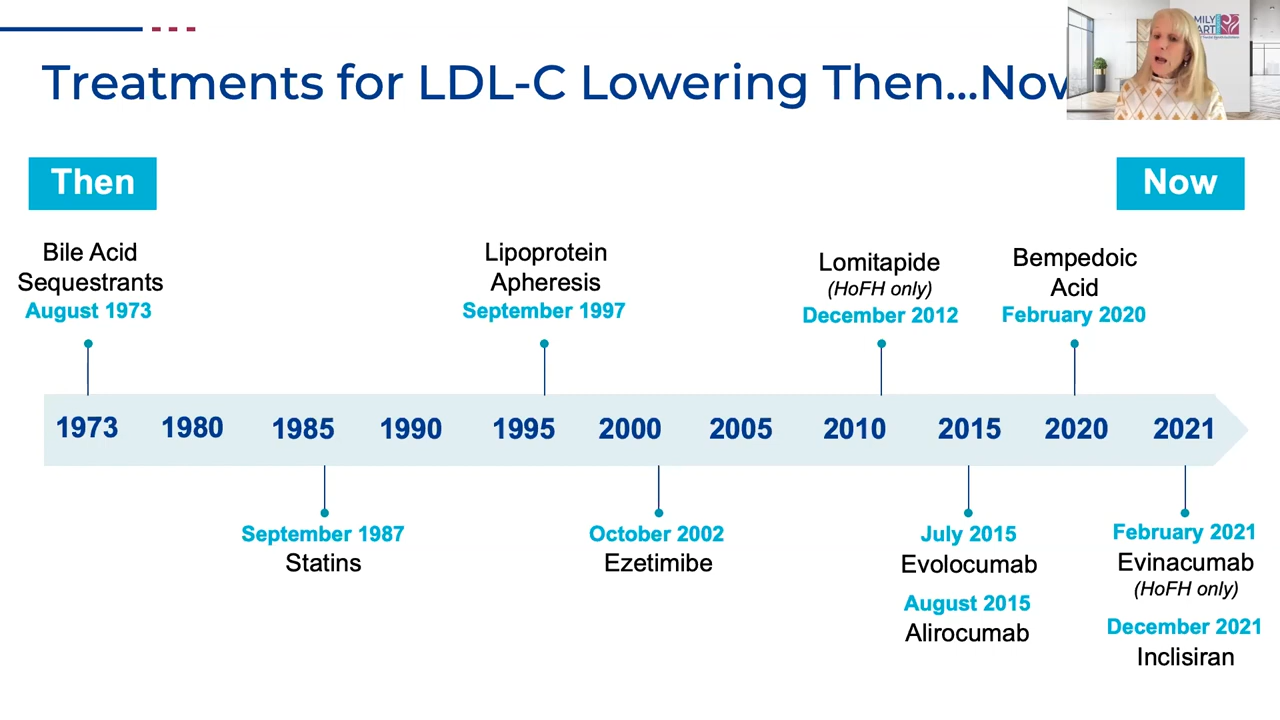 Treatments for LDL-C Lowering Then...Now
MILY
ART
Then
Now
Bile Acid
Sequestrants
August 1973
Lipoprotein
Apheresis
September 1997
Lomitapide
(HoFH only)
December 2012
Bempedoic
Acid
February 2020
1973 1980 1985 1990 1995 2000 2005 2010 2015 2020 2021
September 1987
Statins
October 2002
Ezetimibe
July 2015
Evolocumab
August 2015
Alirocumab
February 2021
Evinacumab
(HoFH only)
December 2021
Inclisiran